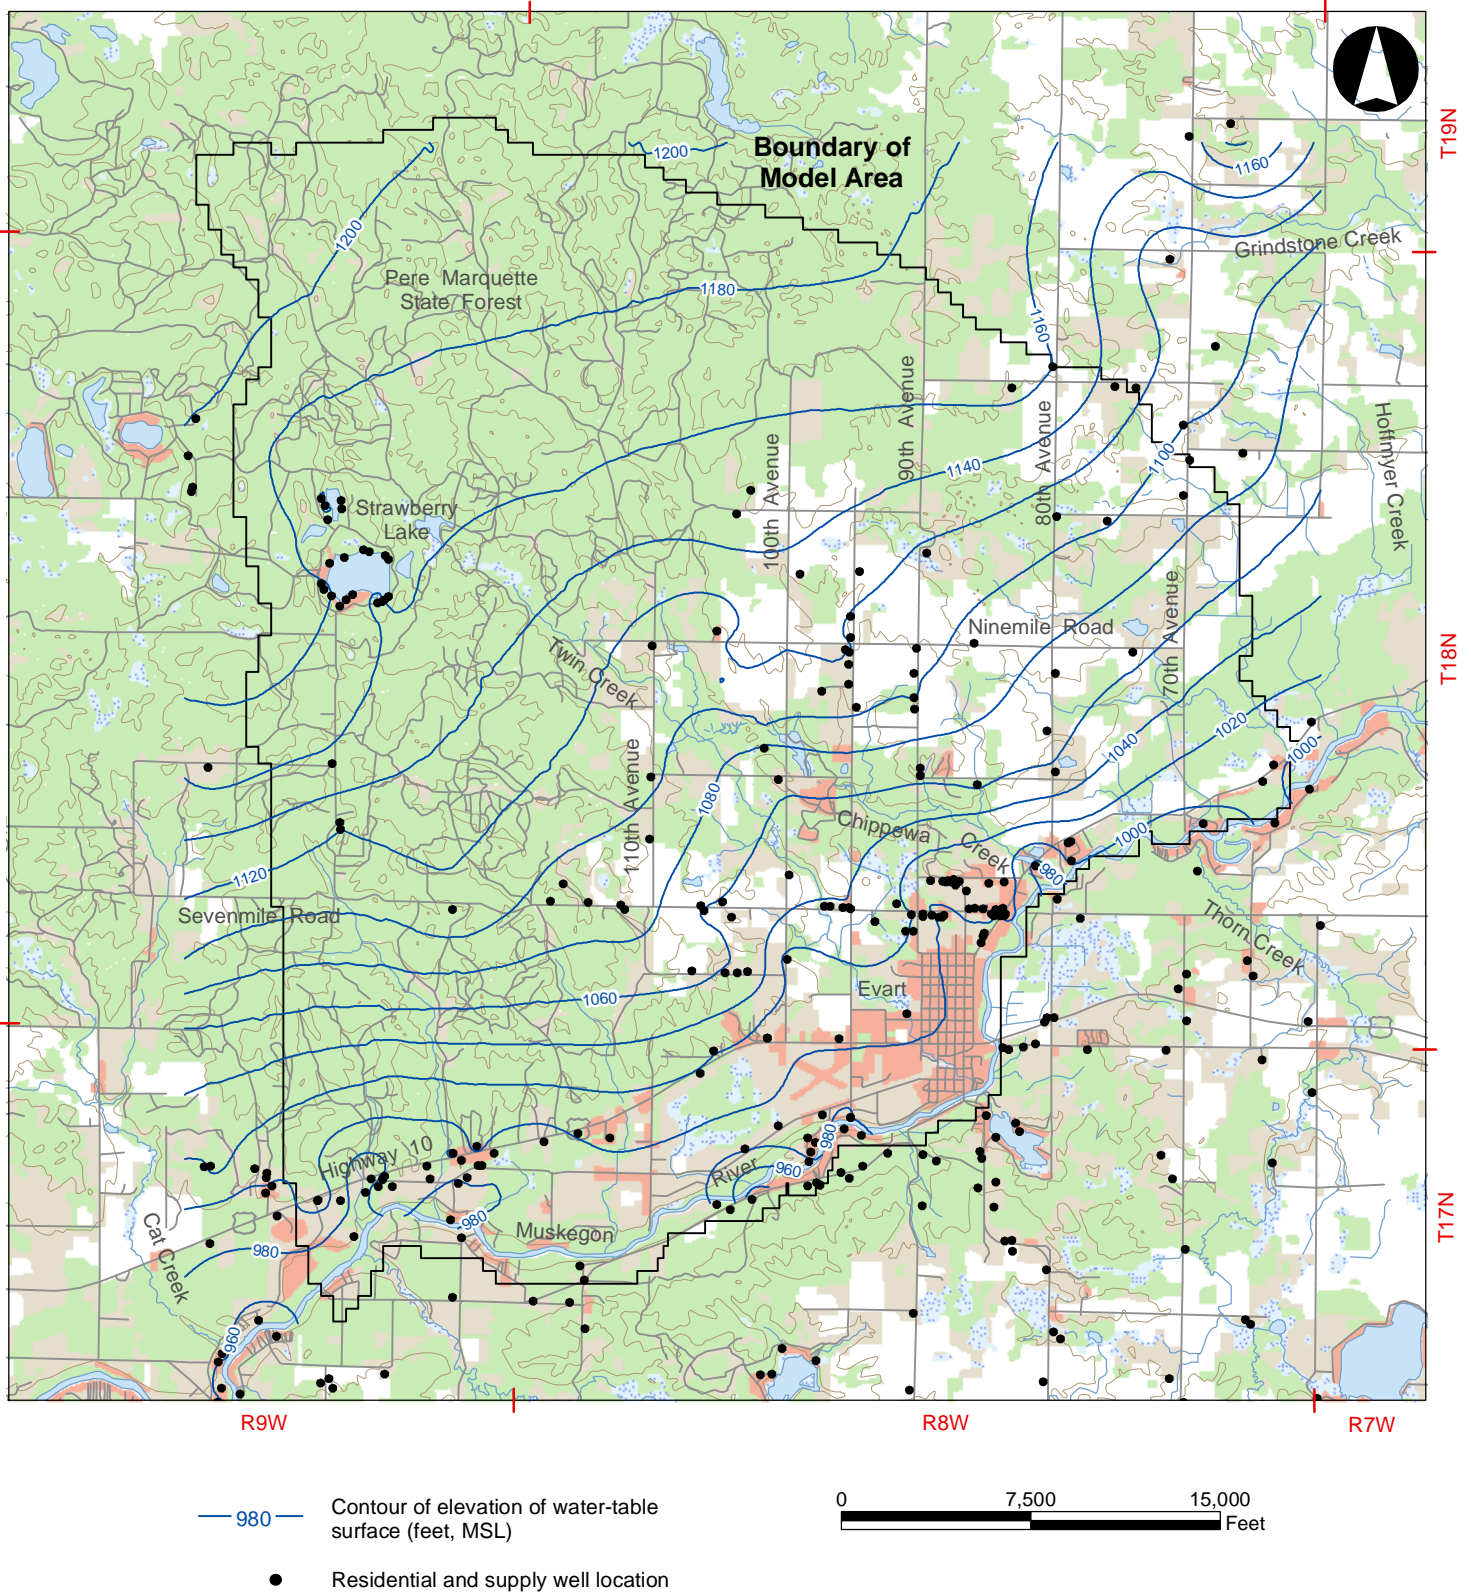 T19N
Boundary of
Model Area
1200
1160
1200
Grindstone Creek
Pere Marquette
State Forest
1180
1160
Hoffmyer Creek
90th Avenue
80th Avenue
100th Avenue
1140
1100
Strawberry
Lake
Ninemile Road
70th Avenue
Twin Creek
T18N
1020
1040
1000
110th Avenue
1080
Chippewa
Creek
1000
980
1120
Sevenmile Road
Thorn Creek
Evart
1060
980
Highway 10
River
960
T17N
980
Muskegon
980
Cat Creek
960
R9W
R8W
R7W
980
Contour of elevation of water-table
surface (feet, MSL)
0 7,500 15,000
Feet
Residential and supply well location